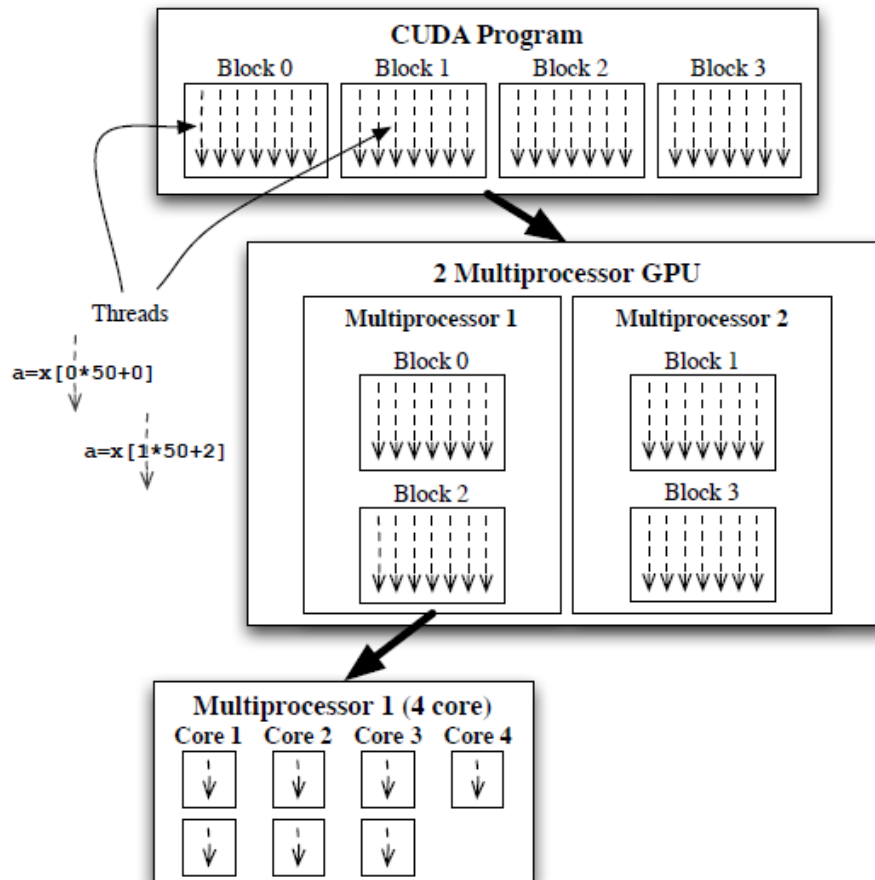 CUDA Program
Block 0 Block 1 Block 2 Block 3
2 Multiprocessor GPU
Threads
a=x[0*50+0]
a=x[1*50+2]
Multiprocessor 1 Multiprocessor 2
Block 0 Block 1
Block 2 Block 3
Multiprocessor 1 (4 core)
Core 1 Core 2 Core 3 Core 4